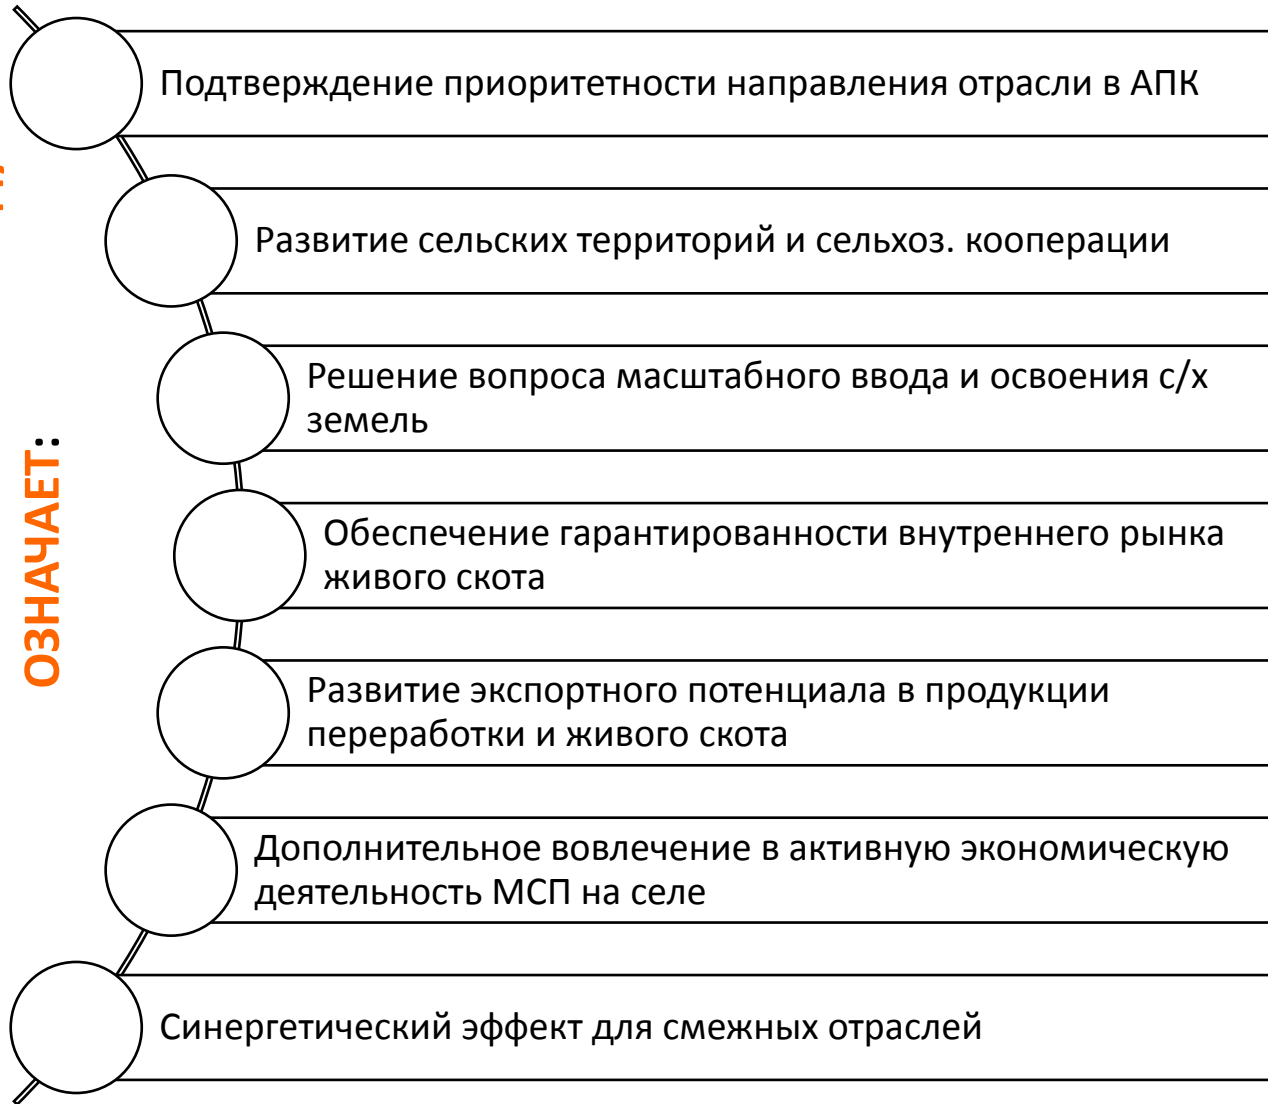 ОЗНАЧАЕТ:
Подтверждение приоритетности направления отрасли в АПК
Развитие сельских территорий и сельхоз. кооперации
Решение вопроса масштабного ввода и освоения с/х
земель
Обеспечение гарантированности внутреннего рынка
живого скота
Развитие экспортного потенциала в продукции
переработки и живого скота
Дополнительное вовлечение в активную экономическую
деятельность МСП на селе
Синергетический эффект для смежных отраслей